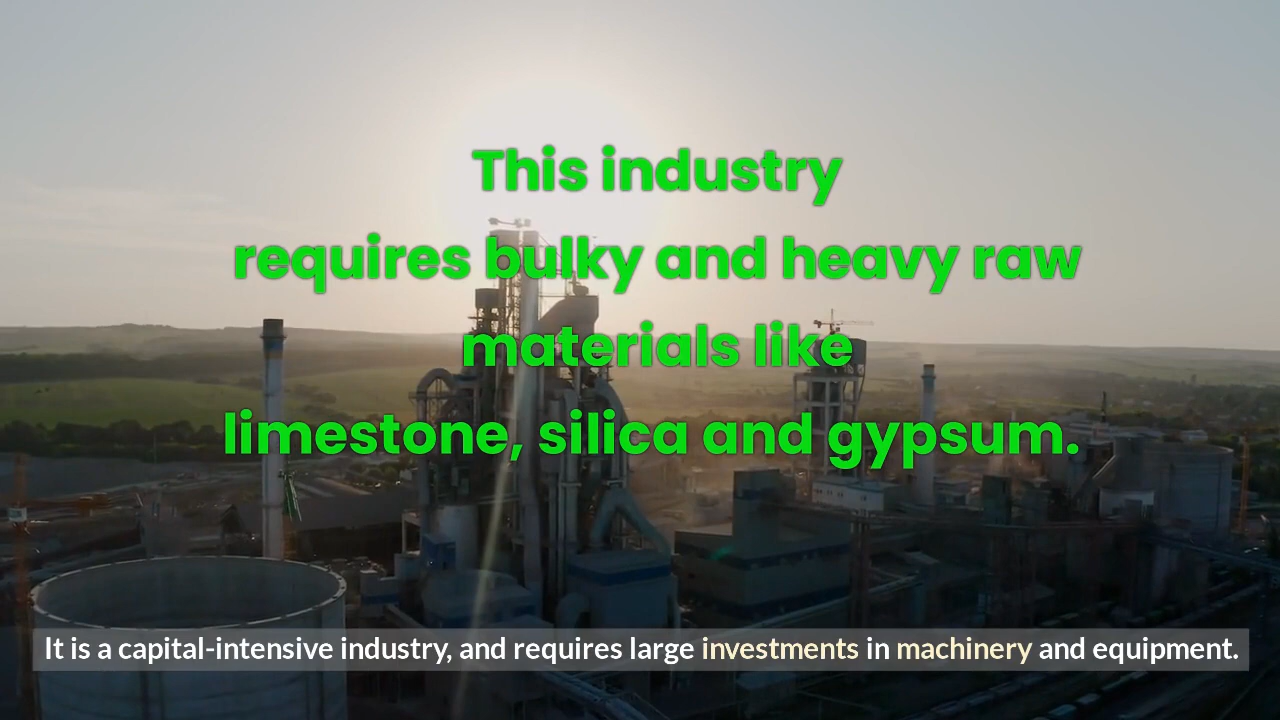 This industry
requires bulky and heavy raw
materials like
limestone, silica and gypsum.
It is a capital-intensive industry, and requires large investments in machinery and equipment.